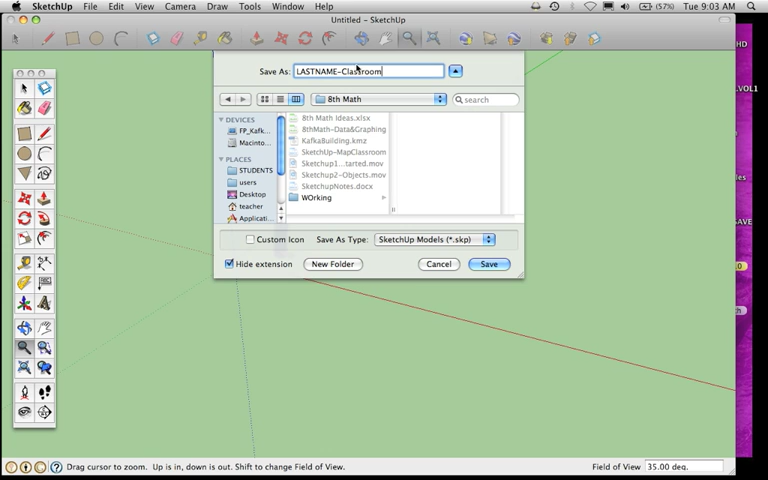 SketchUp File Edit View Camera Draw Tools Window Help (57%) Tue 9:03 AM
Untitled - SketchUp
HD
Save As: LASTNAME-Classroom
8th Math
search
VOL1
DEVICES
FP_Kafk...
Macinto...
PLACES
STUDENTS
users
Desktop
teacher
Applicati...
8th Math Ideas.xlsx
8thMath-Data&Graphing
KafkaBuilding.kmz
SketchUp-MapClassroom
Sketchup1...tarted.mov
Sketchup2-Objects.mov
SketchupNotes.docx
WOrking
les
SAVE
Custom Icon Save As Type: SketchUp Models (*.skp)
Hide extension New Folder Cancel Save
Drag cursor to zoom. Up is in, down is out. Shift to change Field of View. Field of View 35.00 deg.